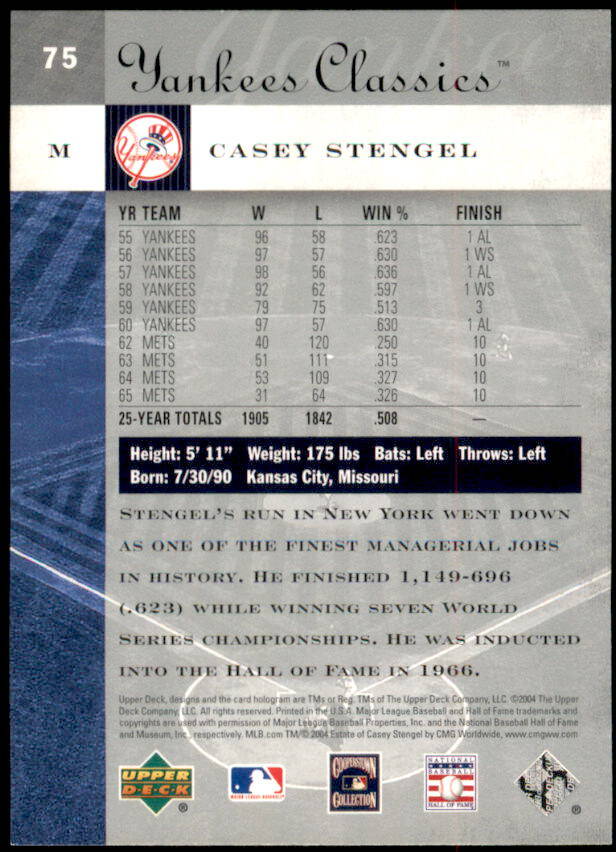 75 Yankees Classics™
M Yankees CASEY STENGEL
YR TEAM W L WIN % FINISH
55 YANKEES 96 58 .623 1 AL
56 YANKEES 97 57 .630 1 WS
57 YANKEES 98 56 .636 1 AL
58 YANKEES 92 62 .597 1 WS
59 YANKEES 79 75 .513 3
60 YANKEES 97 57 .630 1 AL
62 METS 40 120 .250 10
63 METS 51 111 .315 10
64 METS 53 109 .327 10
65 METS 31 64 .326 10
25-YEAR TOTALS 1905 1842 .508 —
Height: 5' 11" Weight: 175 lbs Bats: Left Throws: Left
Born: 7/30/90 Kansas City, Missouri
STENGEL'S RUN IN NEW YORK WENT DOWN
AS ONE OF THE FINEST MANAGERIAL JOBS
IN HISTORY. HE FINISHED 1,149-696
(.623) WHILE WINNING SEVEN WORLD
SERIES CHAMPIONSHIPS. HE WAS INDUCTED
INTO THE HALL OF FAME IN 1966.
Upper Deck, designs and the card hologram are TMs or Reg. TMs of The Upper Deck Company, LLC. ©2004 The Upper
Deck Company, LLC. All rights reserved. Printed in the U.S.A. Major League Baseball and Hall of Fame trademarks and
copyrights are used with permission of Major League Baseball Properties, Inc. and the National Baseball Hall of Fame
and Museum, Inc., respectively. MLB.com TM/© 2004 Estate of Casey Stengel by CMG Worldwide, www.cmgww.com
UPPER DECK ® MAJOR LEAGUE BASEBALL COOPERSTOWN COLLECTION NATIONAL BASEBALL HALL OF FAME ®